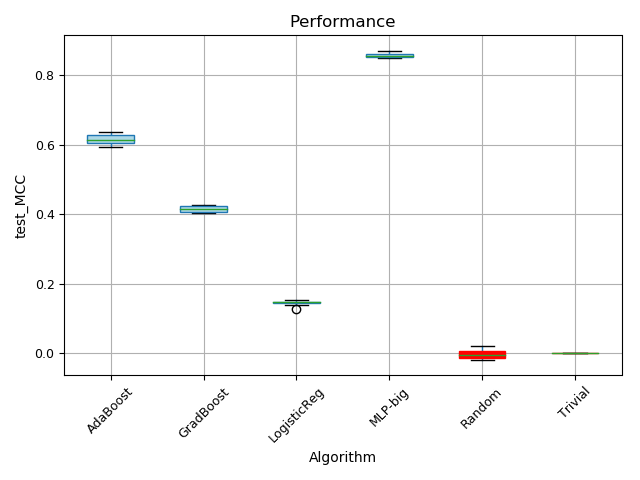 Performance
test_MCC
0.8
0.6
0.4
0.2
0.0
AdaBoost
GradBoost
LogisticReg
MLP-big
Random
Trivial
Algorithm